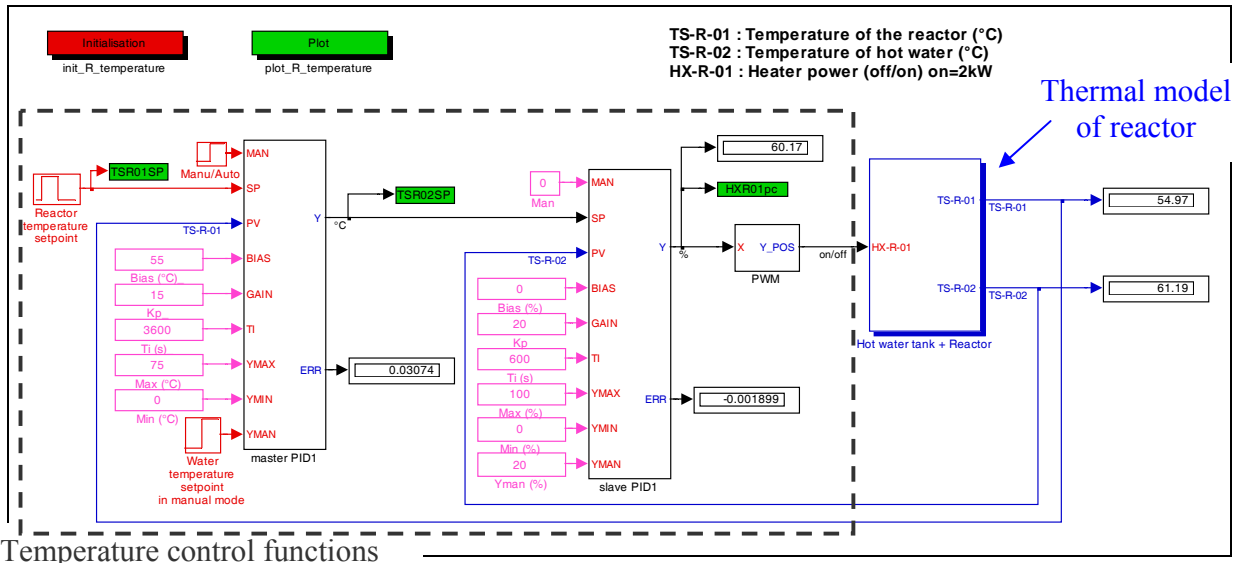 Initialisation
init_R_temperature
Plot
plot_R_temperature
TS-R-01 : Temperature of the reactor (°C)
TS-R-02 : Temperature of hot water (°C)
HX-R-01 : Heater power (off/on) on=2kW
Thermal model
of reactor
TSR01SP
Manu/Auto
Reactor
temperature
setpoint
TS-R-01
55
Bias (°C)_
15
Kp_
3600
Ti (s)
75
Max (°C)
0
Min (°C)
Water
temperature
setpoint
in manual mode
MAN
SP
PV
BIAS
GAIN
TI
YMAX
YMIN
YMAN
Y
ERR
master PID1
°C
TSR02SP
0.03074
0
Man
TS-R-02
0
Bias (%)
20
Kp
600
Ti (s)
100
Max (%)
0
Min (%)
20
Yman (%)
MAN
SP
PV
BIAS
GAIN
TI
YMAX
YMIN
YMAN
Y
ERR
slave PID1
%
60.17
HXR01pc
-0.001899
X
Y_POS
PWM
on/off
HX-R-01
TS-R-01
TS-R-02
Hot water tank + Reactor
TS-R-01
54.97
TS-R-02
61.19
Temperature control functions